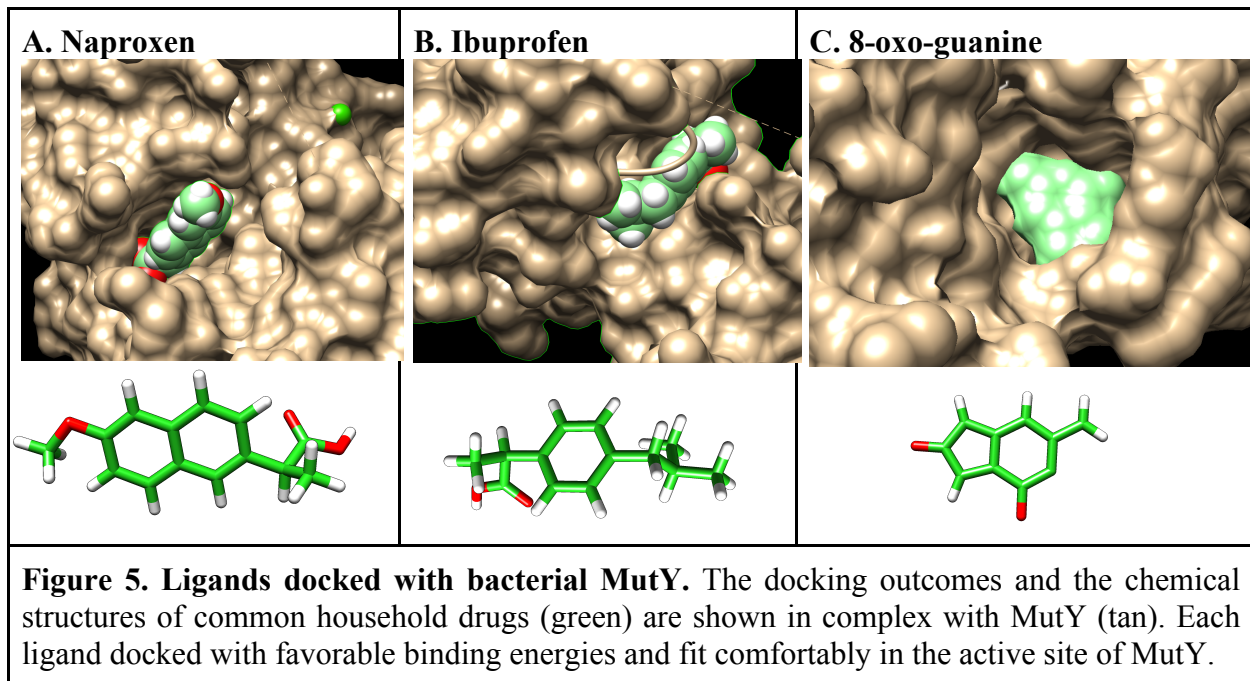 A. Naproxen
B. Ibuprofen
C. 8-oxo-guanine
Figure 5. Ligands docked with bacterial MutY. The docking outcomes and the chemical
structures of common household drugs (green) are shown in complex with MutY (tan). Each
ligand docked with favorable binding energies and fit comfortably in the active site of MutY.